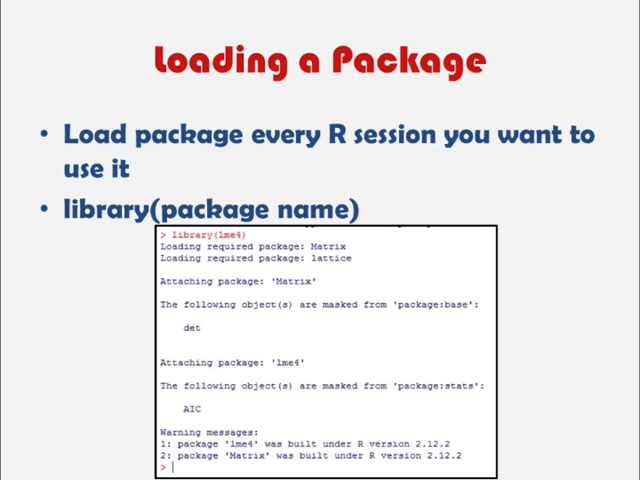 Loading a Package
• Load package every R session you want to
use it
• library(package name)
> library(lme4)
Loading required package: Matrix
Loading required package: lattice
Attaching package: 'Matrix'
The following object(s) are masked from 'package:base':
det
Attaching package: 'lme4'
The following object(s) are masked from 'package:stats':
AIC
Warning messages:
1: package 'lme4' was built under R version 2.12.2
2: package 'Matrix' was built under R version 2.12.2
>